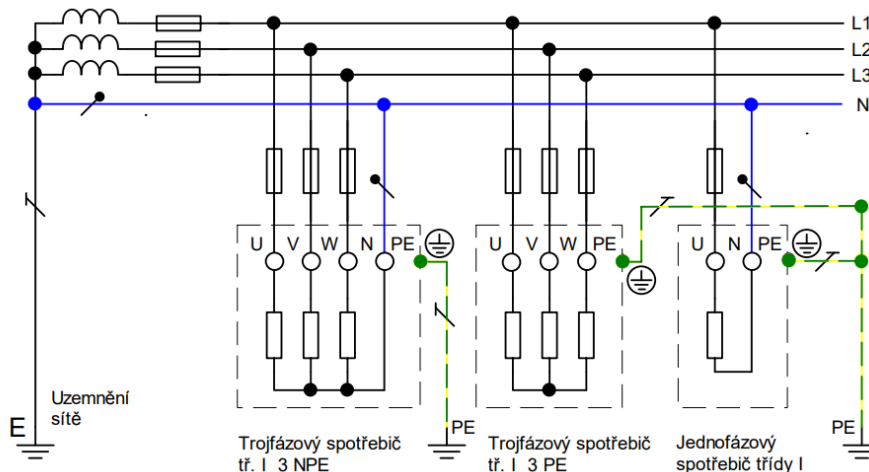 L1
L2
L3
N
U V W N PE
U V W PE
U N PE
Uzemnění
sítě
E
PE
PE
Trojfázový spotřebič
tř. I 3 NPE
Trojfázový spotřebič
tř. I 3 PE
Jednofázový
spotřebič třídy I